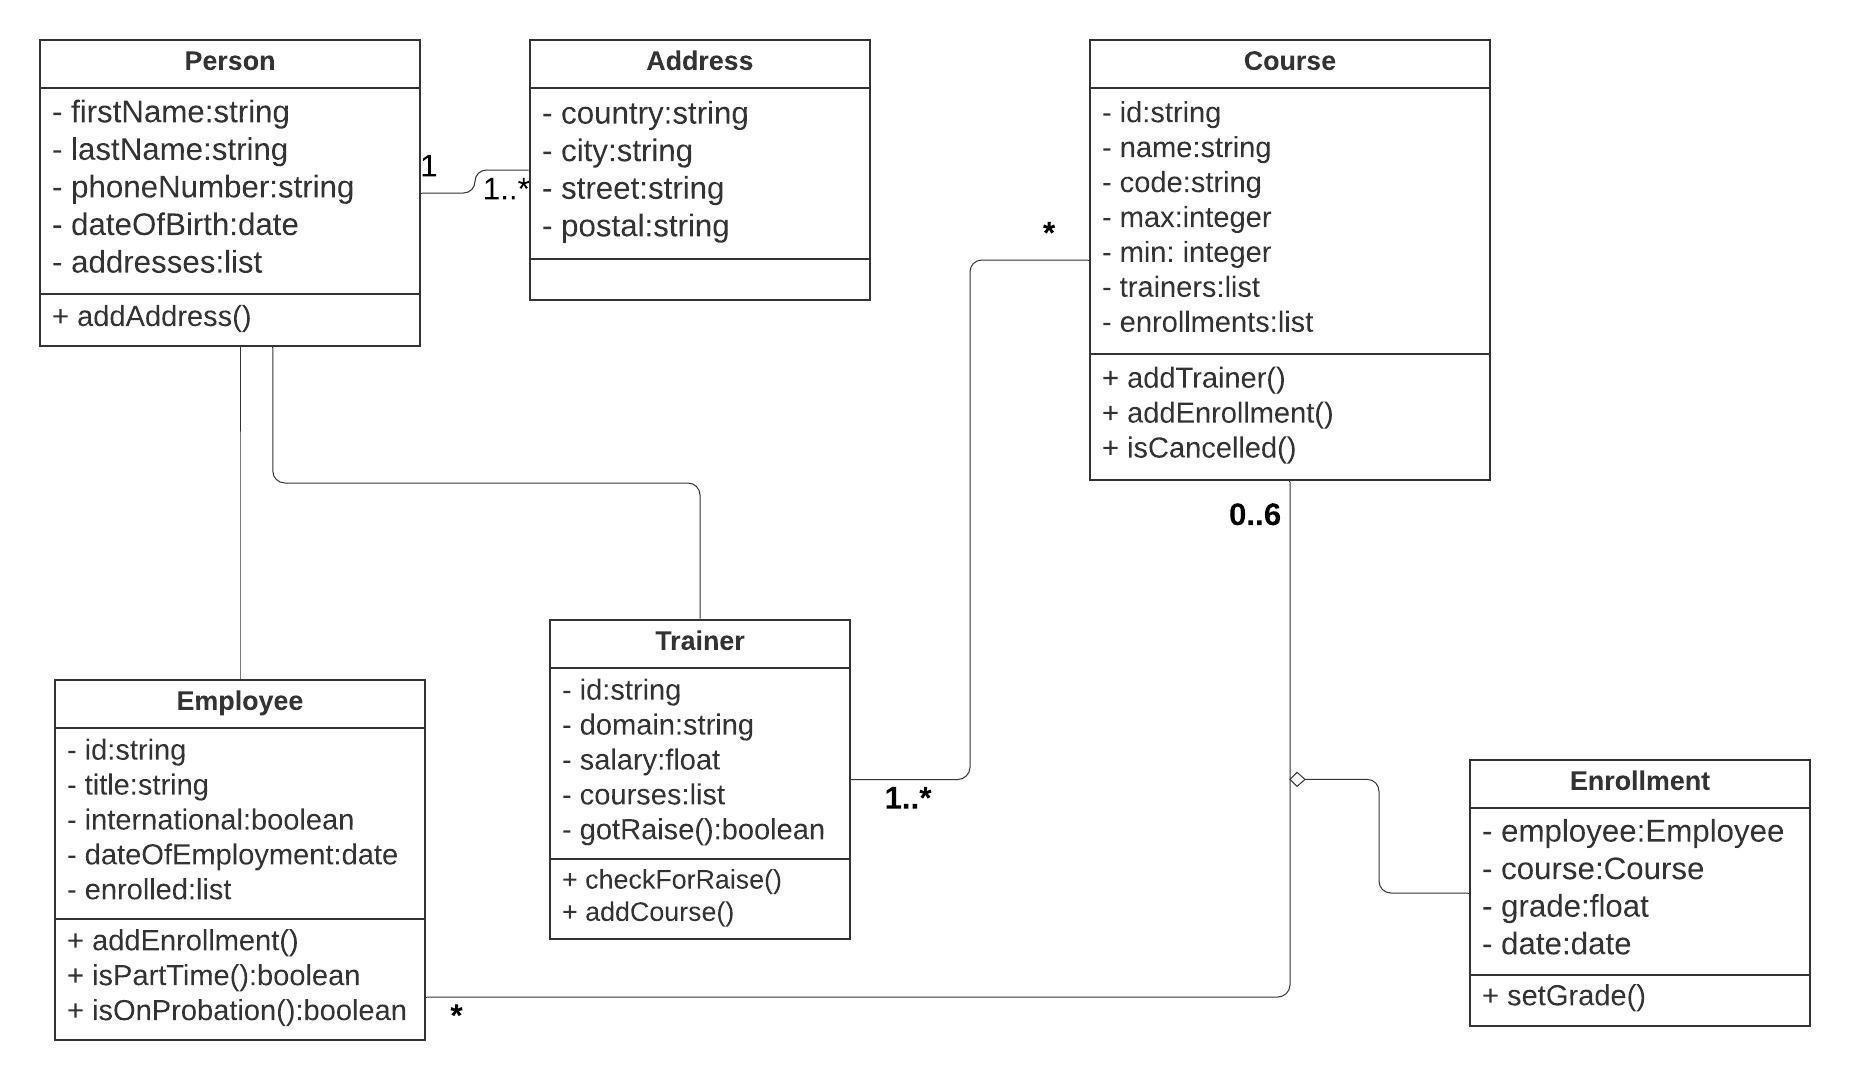 Person
- firstName:string
- lastName:string
- phoneNumber:string
- dateOfBirth:date
- addresses:list
+ addAddress()
1
1..*
Address
- country:string
- city:string
- street:string
- postal:string
Course
- id:string
- name:string
- code:string
- max:integer
- min: integer
- trainers:list
- enrollments:list
+ addTrainer()
+ addEnrollment()
+ isCancelled()
*
0..6
Trainer
- id:string
- domain:string
- salary:float
- courses:list
- gotRaise():boolean
+ checkForRaise()
+ addCourse()
1..*
Employee
- id:string
- title:string
- international:boolean
- dateOfEmployment:date
- enrolled:list
+ addEnrollment()
+ isPartTime():boolean
+ isOnProbation():boolean
*
Enrollment
- employee:Employee
- course:Course
- grade:float
- date:date
+ setGrade()